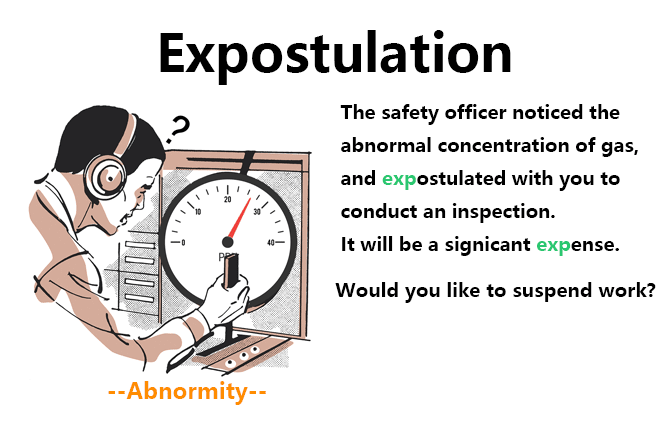 Expostulation
The safety officer noticed the
abnormal concentration of gas,
and expostulated with you to
conduct an inspection.
It will be a signicant expense.
Would you like to suspend work?
?
10
20
30
0
40
--Abnormity--